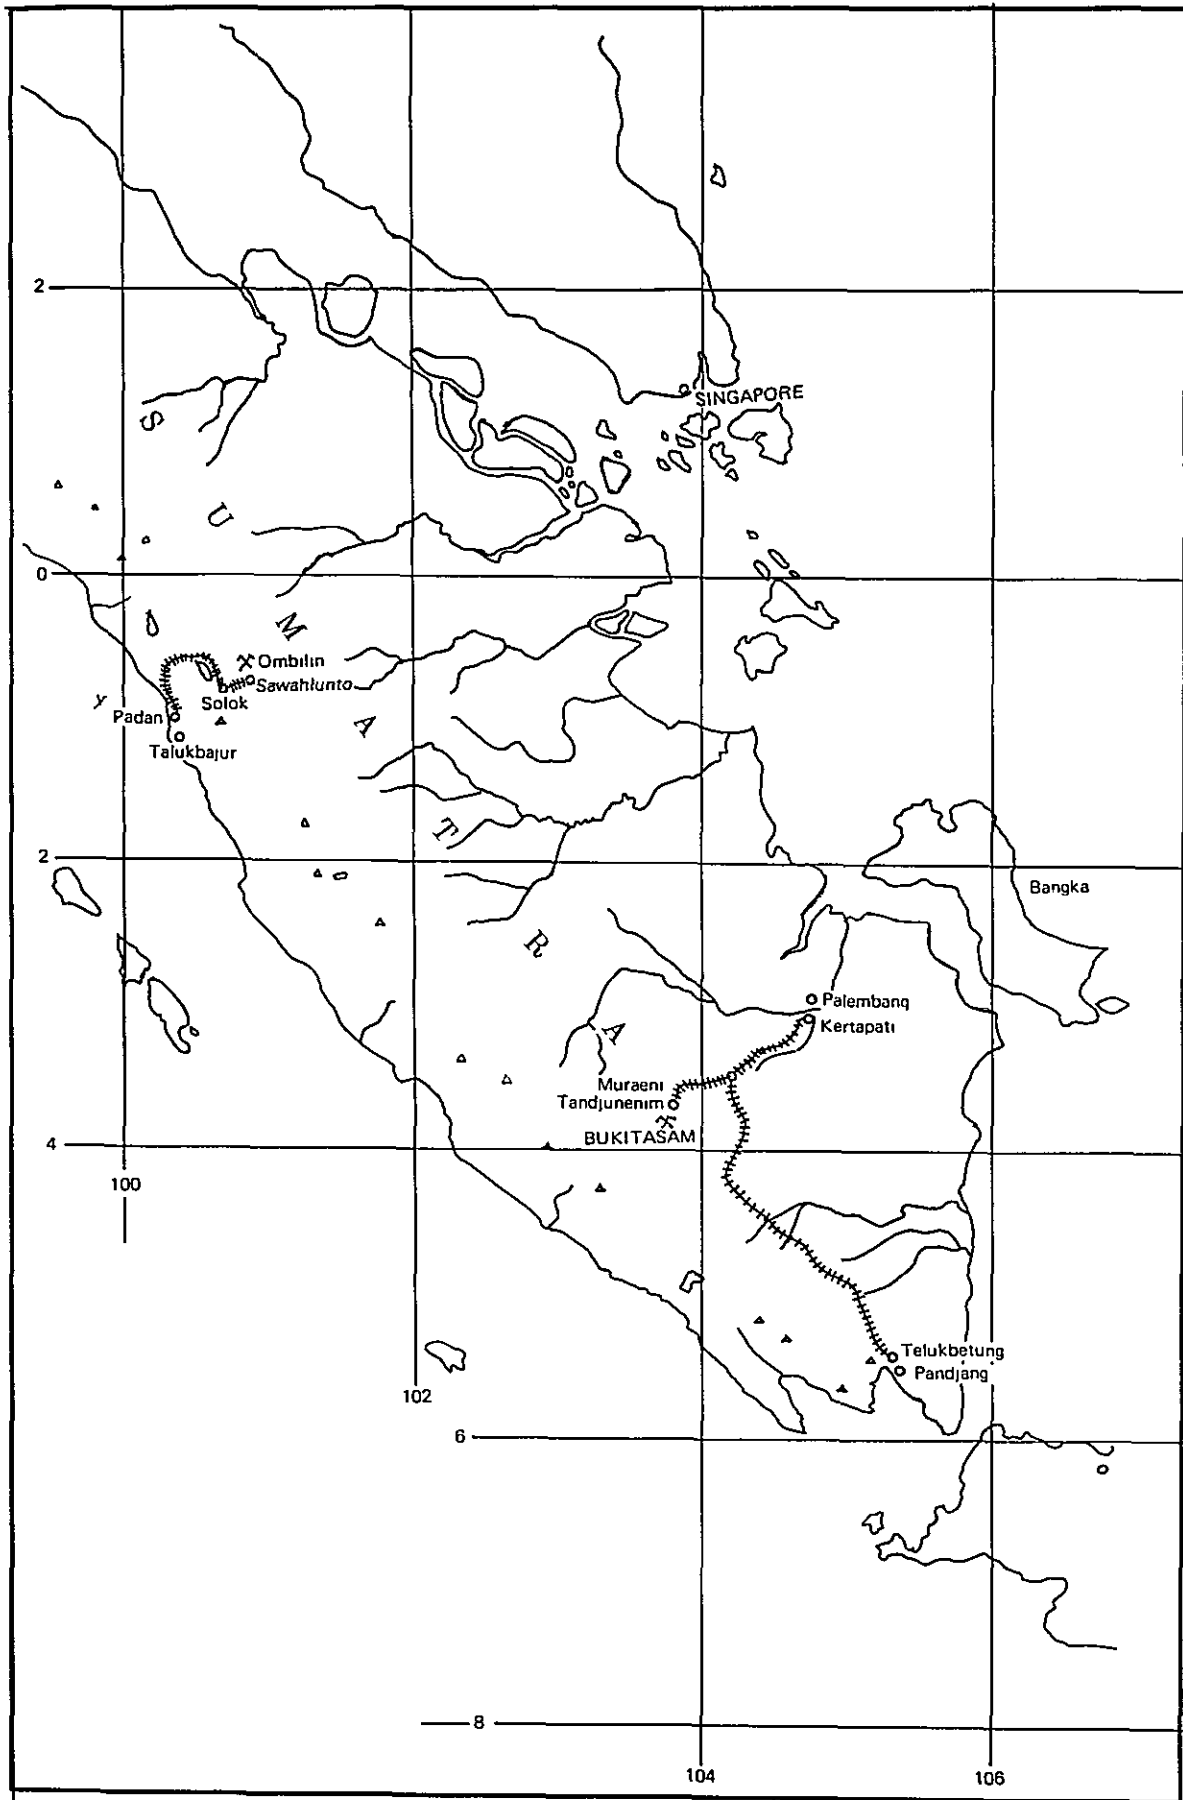 2
SINGAPORE
S
U
0
M
Ombilin
Sawahlunto
Solok
y
Padan
Talukbajur
A
T
2
Bangka
R
Palembang
Kertapati
A
Muraeni
Tandjunenim
BUKITASAM
4
100
Telukbetung
Pandjang
102
6
8
104
106